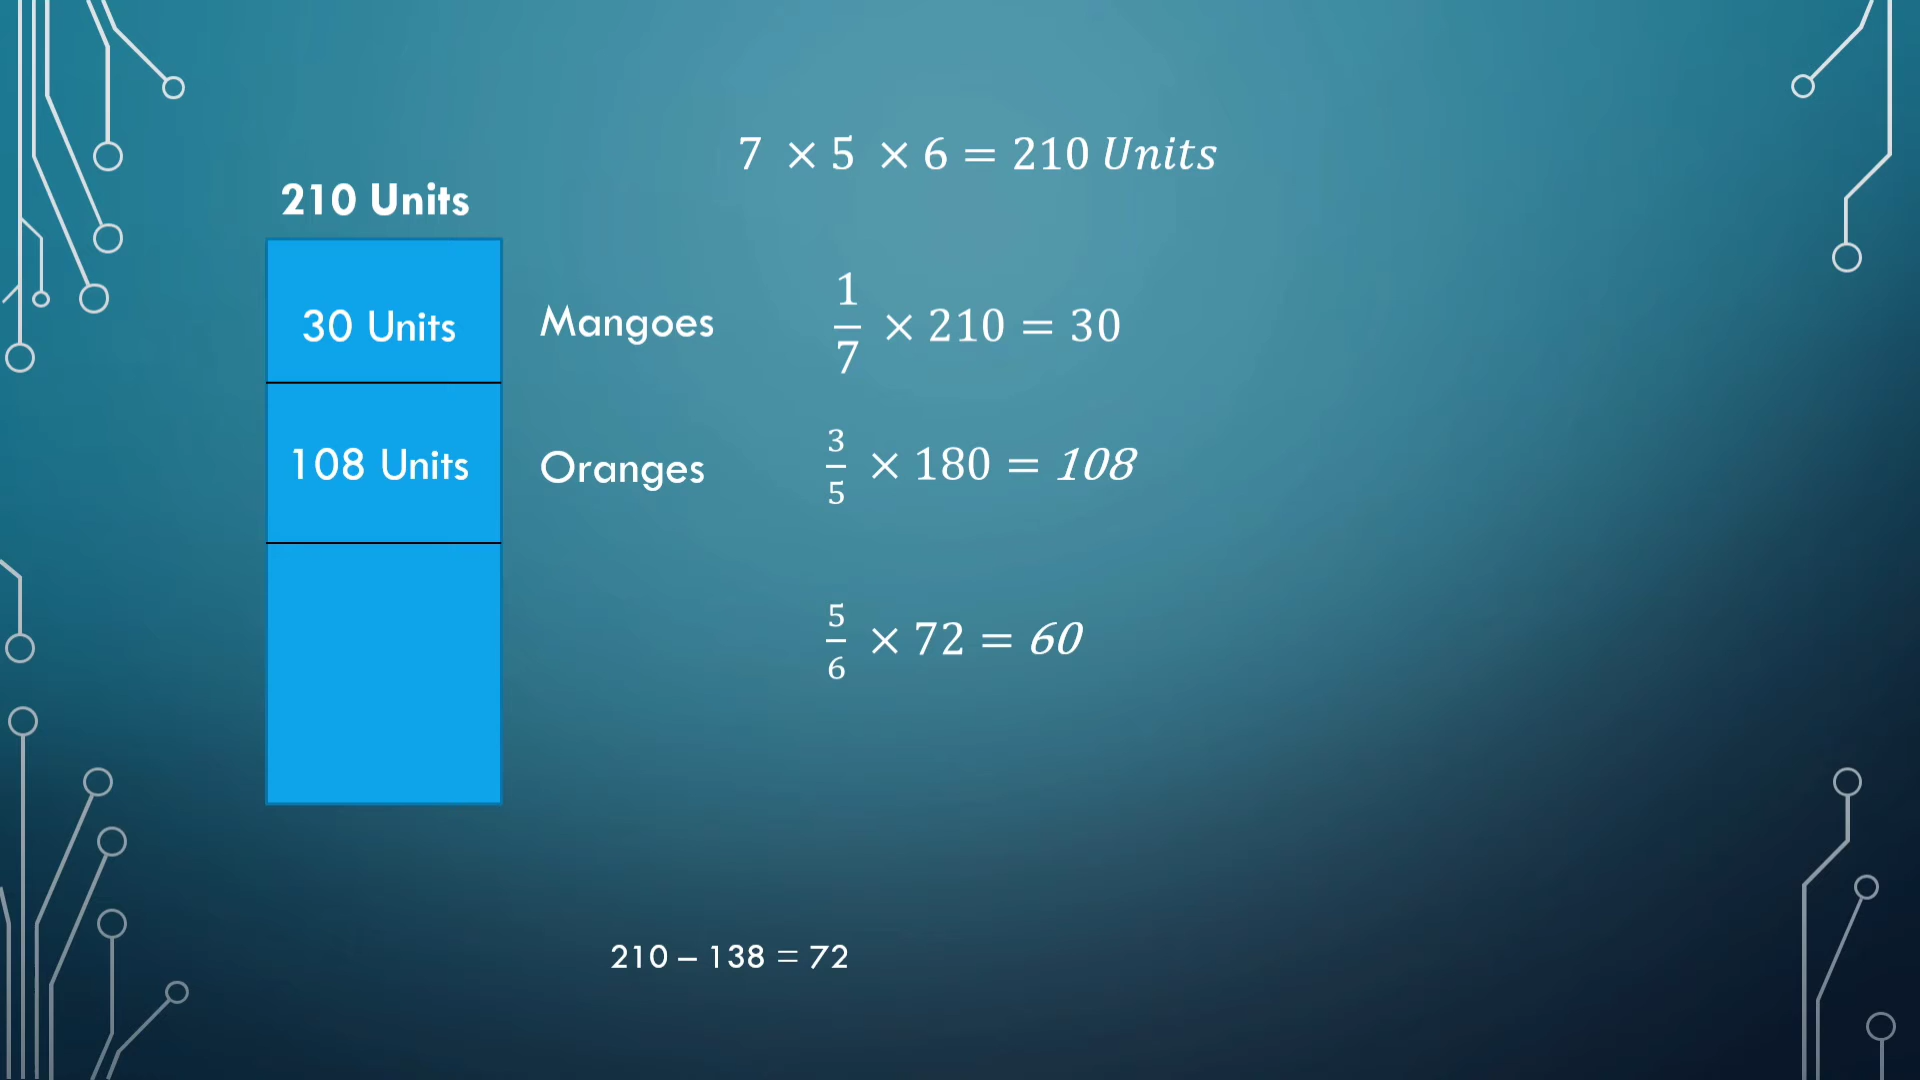 7 × 5 × 6 = 210 Units
210 Units
30 Units
Mangoes
1/7 × 210 = 30
108 Units
Oranges
3/5 × 180 = 108
5/6 × 72 = 60
210 – 138 = 72